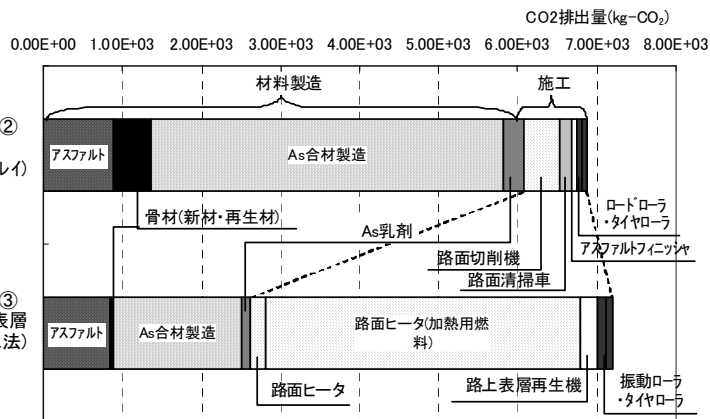 CO2排出量(kg-CO₂)
0.00E+00 1.00E+03 2.00E+03 3.00E+03 4.00E+03 5.00E+03 6.00E+03 7.00E+03 8.00E+03
材料製造
施工
②
レイ)
アスファルト
As合材製造
骨材(新材・再生材)
As乳剤
路面切削機
路面清掃車
ロードローラ
・タイヤローラ
アスファルトフィニッシャ
③
表層
法)
アスファルト
As合材製造
路面ヒータ(加熱用燃
料)
路面ヒータ
路上表層再生機
振動ローラ
・タイヤローラ